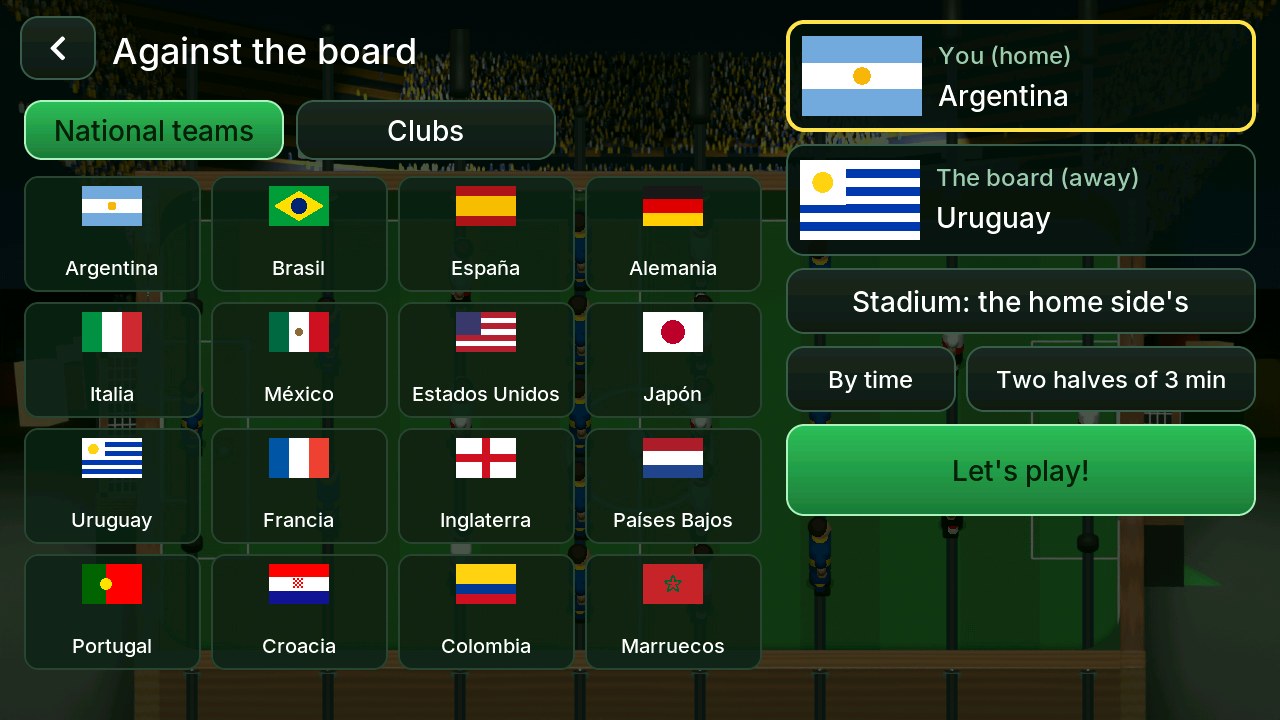 Against the board
National teams
Clubs
Argentina
Brasil
España
Alemania
Italia
México
Estados Unidos
Japón
Uruguay
Francia
Inglaterra
Países Bajos
Portugal
Croacia
Colombia
Marruecos
You (home)
Argentina
The board (away)
Uruguay
Stadium: the home side's
By time
Two halves of 3 min
Let's play!